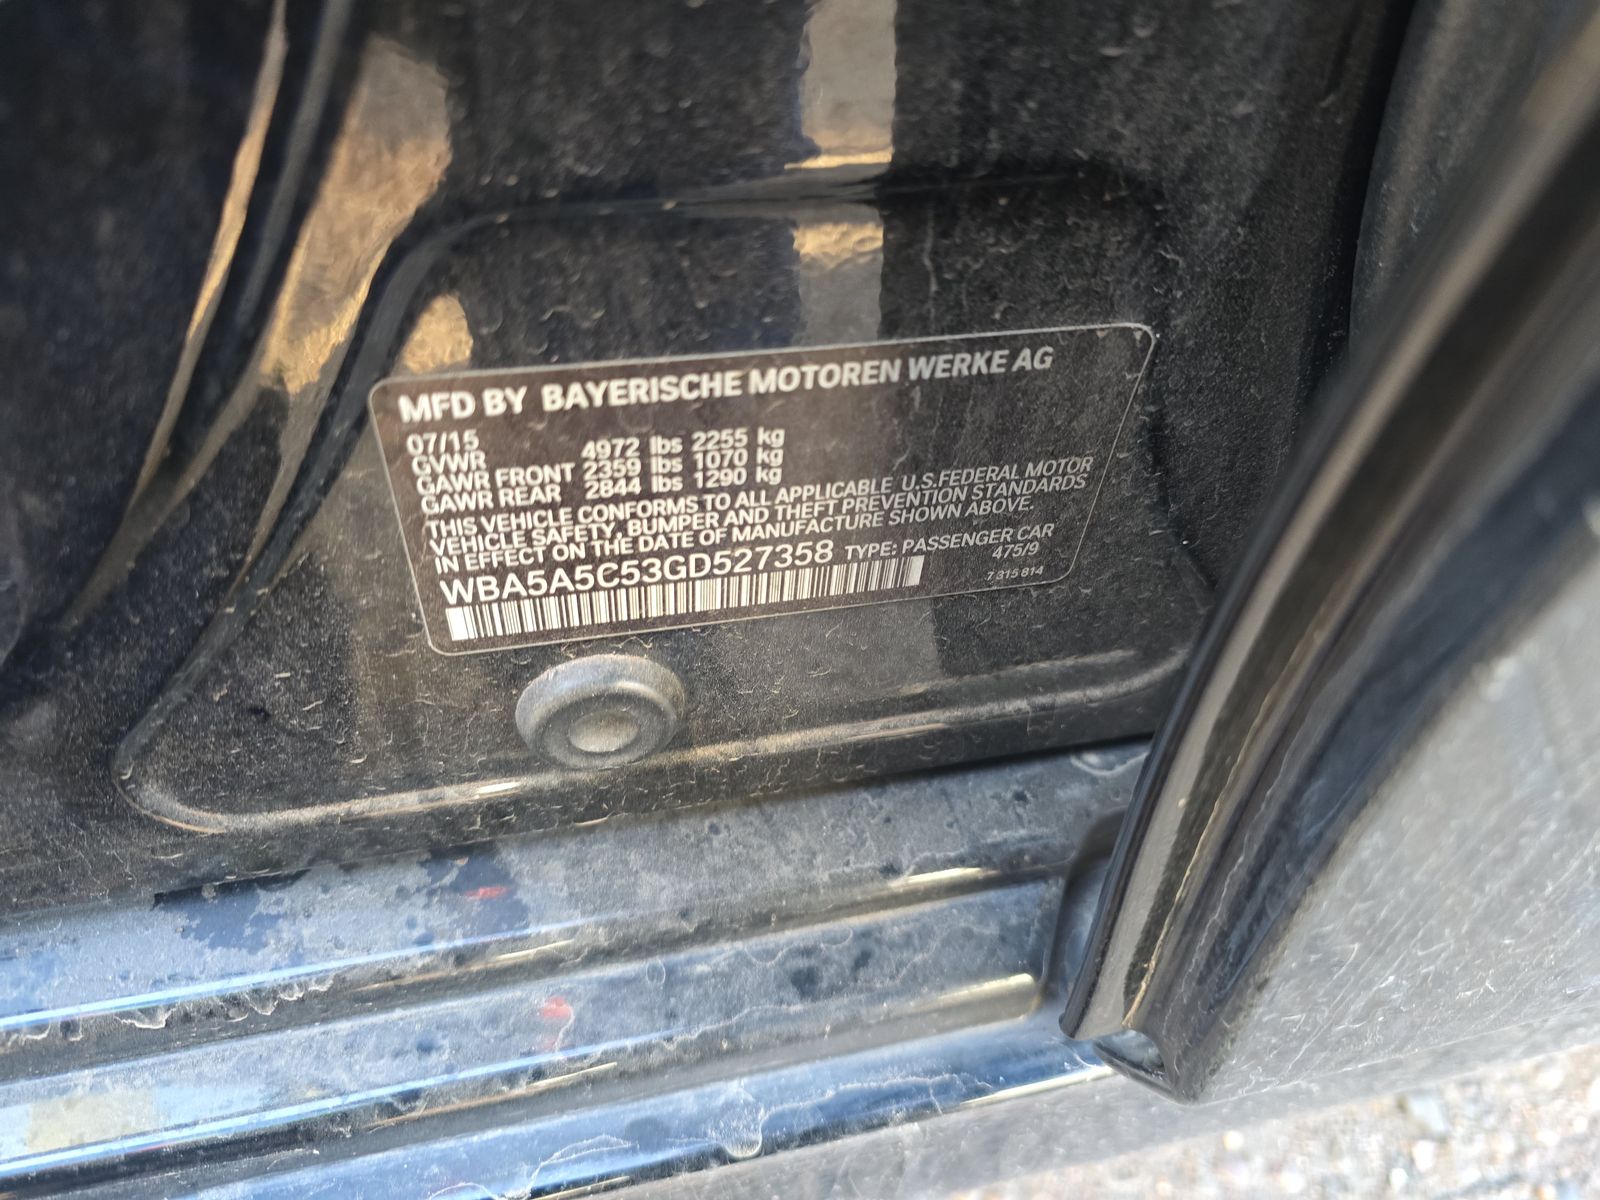 MFD BY BAYERISCHE MOTOREN WERKE AG
07/15
GVWR 4972 lbs 2255 kg
GAWR FRONT 2359 lbs 1070 kg
GAWR REAR 2844 lbs 1290 kg
THIS VEHICLE CONFORMS TO ALL APPLICABLE U.S.FEDERAL MOTOR
VEHICLE SAFETY, BUMPER AND THEFT PREVENTION STANDARDS
IN EFFECT ON THE DATE OF MANUFACTURE SHOWN ABOVE.
WBA5A5C53GD527358 TYPE: PASSENGER CAR
475/9
7 315 814